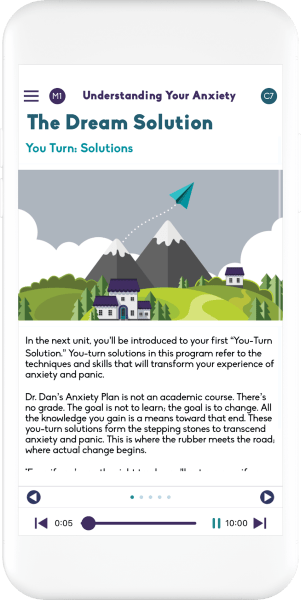 M1
Understanding Your Anxiety
C7
The Dream Solution
You Turn: Solutions
In the next unit, you'll be introduced to your first "You-Turn
Solution." You-turn solutions in this program refer to the
techniques and skills that will transform your experience of
anxiety and panic.
Dr. Dan's Anxiety Plan is not an academic course. There's
no grade. The goal is not to learn; the goal is to change. All
the knowledge you gain is a means toward that end. These
you-turn solutions form the stepping stones to transcend
anxiety and panic. This is where the rubber meets the road;
where actual change begins.
0:05
10:00